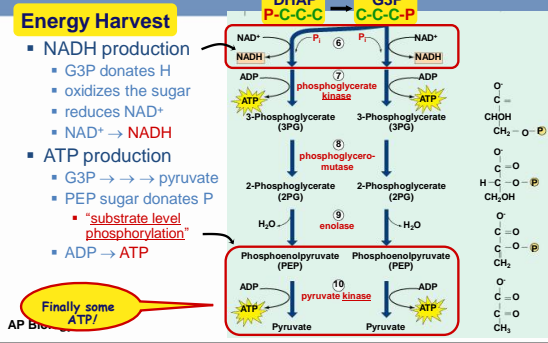 Energy Harvest
▪ NADH production
▪ G3P donates H
▪ oxidizes the sugar
▪ reduces NAD⁺
▪ NAD⁺ → NADH
▪ ATP production
▪ G3P → → → pyruvate
▪ PEP sugar donates P
▪ “substrate level
phosphorylation”
▪ ADP → ATP
Finally some
ATP!
DHAP G3P
P-C-C-C C-C-C-P
NAD⁺ Pi Pi NAD⁺
NADH 6 NADH
7
ADP phosphoglycerate ADP
ATP kinase ATP
3-Phosphoglycerate 3-Phosphoglycerate
(3PG) (3PG)
8
phosphoglycero-
mutase
2-Phosphoglycerate 2-Phosphoglycerate
(2PG) (2PG)
H₂O 9 H₂O
enolase
Phosphoenolpyruvate Phosphoenolpyruvate
(PEP) (PEP)
10
ADP pyruvate kinase ADP
ATP ATP
Pyruvate Pyruvate
O⁻
C =
CHOH
CH₂ – O – P
O⁻
C = O
H – C – O – P
CH₂OH
O⁻
C = O
C – O – P
CH₂
O⁻
C = O
C = O
CH₃